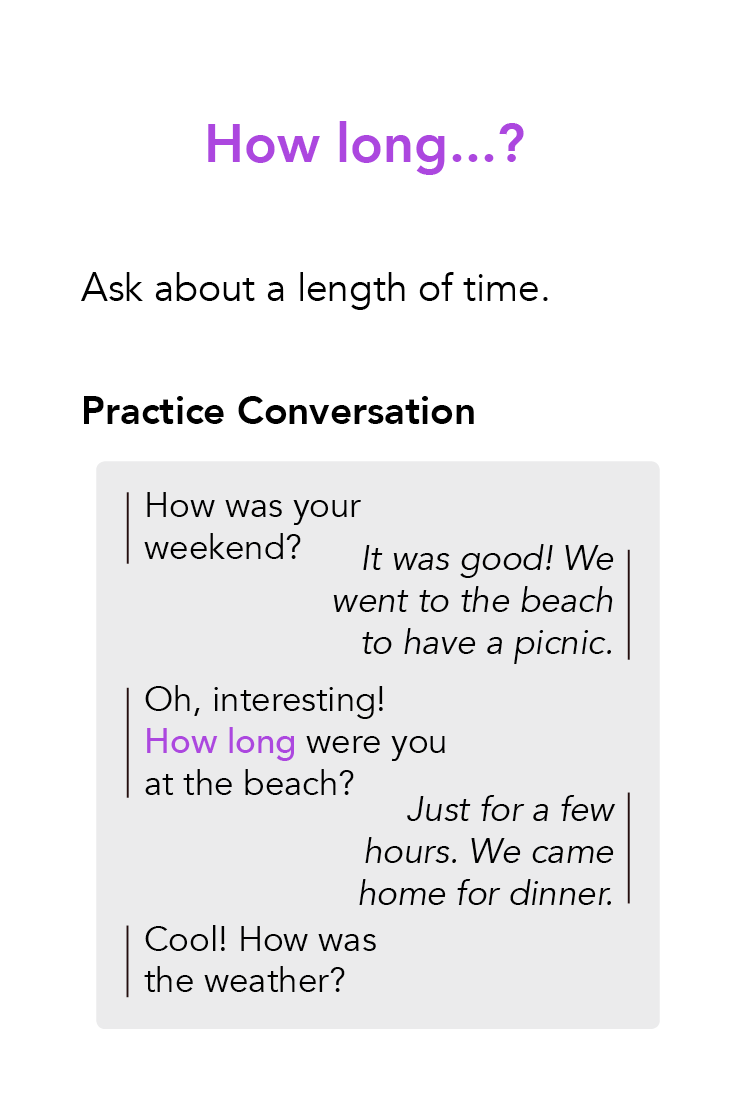 How long...?
Ask about a length of time.
Practice Conversation
How was your
weekend?
It was good! We
went to the beach
to have a picnic.
Oh, interesting!
How long were you
at the beach?
Just for a few
hours. We came
home for dinner.
Cool! How was
the weather?